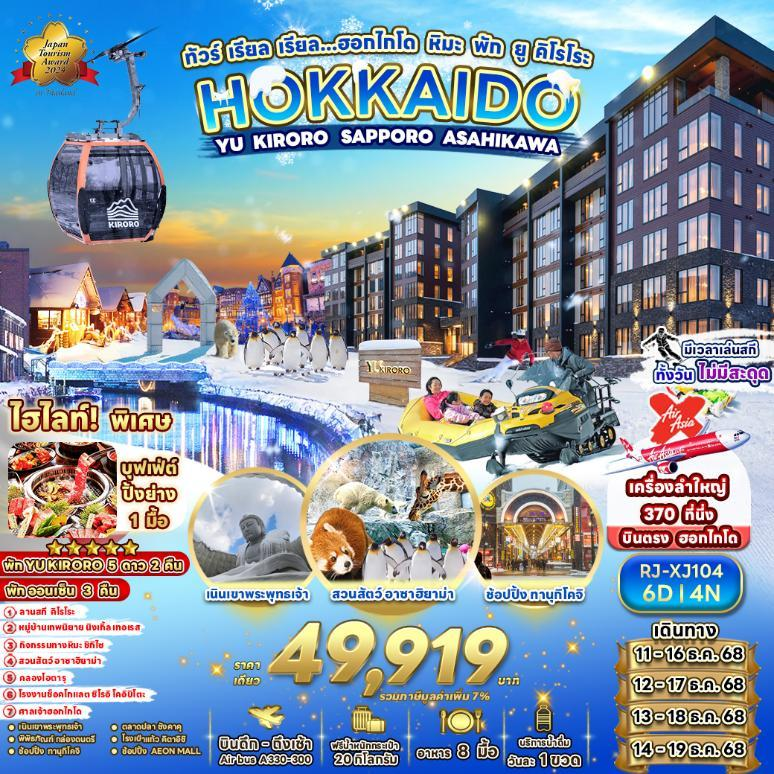 Japan
Tourism
Award
2024
in Thailand
ทัวร์ เรียล เรียล...ฮอกไกโด หิมะ พัก ยู คิโรโระ
HOKKAIDO
YU KIRORO SAPPORO ASAHIKAWA
KIRORO
YU KIRORO
มีเวลาเล่นสกี
ทั้งวัน ไม่มีสะดุด
Air
Asia
ไฮไลท์! พิเศษ
บุฟเฟ่ต์
ปิ้งย่าง
1 มื้อ
พัก YU KIRORO 5 ดาว 2 คืน
พักออนเซ็น 3 คืน
เครื่องลำใหญ่
370 ที่นั่ง
บินตรง ฮอกไกโด
RJ-XJ104
6D | 4N
เนินเขาพระพุทธเจ้า
สวนสัตว์ อาซาฮิยาม่า
ช้อปปิ้ง ทานุกิโคจิ
1 ลานสกี คิโรโระ
2 หมู่บ้านเทพนิยาย นิงเกิ้ล เทอเรส
3 กิจกรรมทางหิมะ ชิกิไซ
4 สวนสัตว์ อาซาฮิยาม่า
5 คลองโอตารุ
6 โรงงานช็อคโกแลต ชิโรอิ โคอิบิโตะ
7 ศาลเจ้าฮอกไกโด
• เนินเขาพระพุทธเจ้า
• พิพิธภัณฑ์ กล่องดนตรี
• ช้อปปิ้ง ทานุกิโคจิ
• ตลาดปลา ซังคาคุ
• โรงเป่าแก้ว คิตาอิชิ
• ช้อปปิ้ง AEON MALL
ราคา
เดียว
49,919
บาท
รวมภาษีมูลค่าเพิ่ม 7%
บินดึก - ถึงเช้า
Airbus A330-300
ฟรีน้ำหนักกระเป๋า
20 กิโลกรัม
อาหาร 8 มื้อ
บริการน้ำดื่ม
วันละ 1 ขวด
เดินทาง
11 - 16 ธ.ค. 68
12 - 17 ธ.ค. 68
13 - 18 ธ.ค. 68
14 - 19 ธ.ค. 68